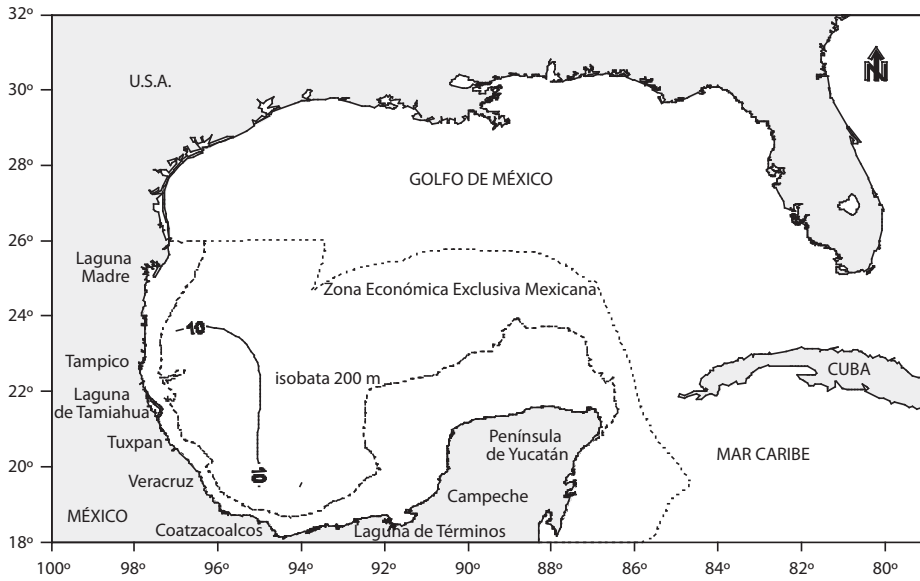 32º
30º
28º
26º
24º
22º
20º
18º
U.S.A.
N
GOLFO DE MÉXICO
Laguna
Madre
Zona Económica Exclusiva Mexicana
10
Tampico
isobata 200 m
CUBA
Laguna
de Tamiahua
Tuxpan
Península
de Yucatán
MAR CARIBE
Veracruz
10
Campeche
MÉXICO
Coatzacoalcos
Laguna de Términos
100º
98º
96º
94º
92º
90º
88º
86º
84º
82º
80º